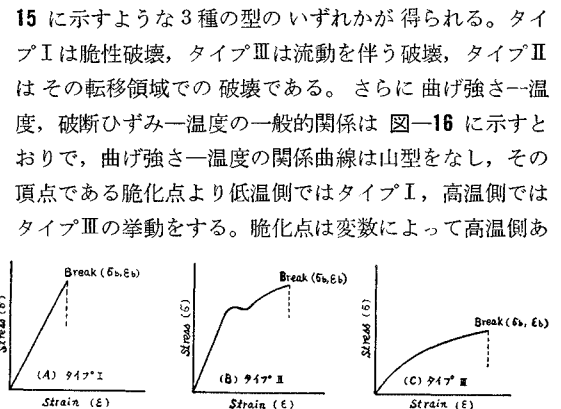 15 に示すような3種の型の いずれかが 得られる。タイ
プⅠは脆性破壊，タイプⅢは流動を伴う破壊，タイプⅡ
は その転移領域での 破壊である。 さらに 曲げ強さ--温
度，破断ひずみ—温度の一般的関係は 図—16 に示すと
おりで，曲げ強さ—温度の関係曲線は山型をなし，その
頂点である脆化点より低温側ではタイプⅠ，高温側では
タイプⅢの挙動をする。脆化点は変数によって高温側あ
Stress (σ)
Break (σb,εb)
(A) タイプⅠ
Strain (ε)
Stress (σ)
Break (σb,εb)
(B) タイプⅡ
Strain (ε)
Stress (σ)
Break (σb, εb)
(C) タイプⅢ
Strain (ε)